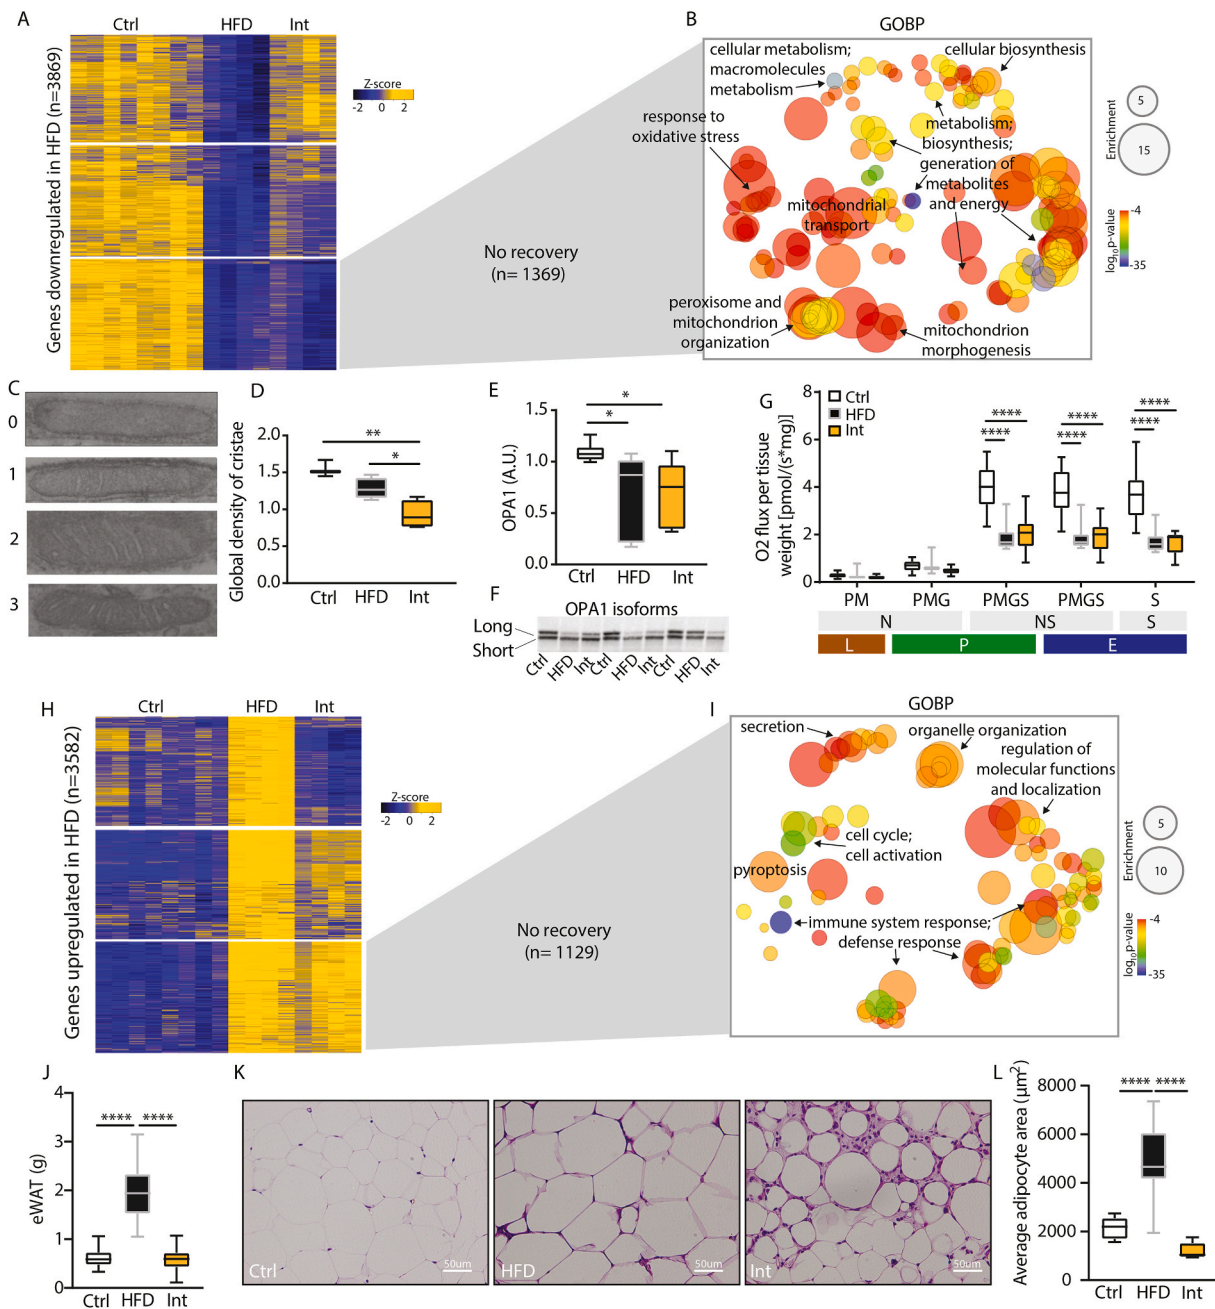 A
Ctrl
HFD
Int
Genes downregulated in HFD (n=3869)
Z-score
-2
0
2
No recovery
(n= 1369)
B
GOBP
cellular metabolism;
macromolecules
metabolism
cellular biosynthesis
response to
oxidative stress
metabolism;
biosynthesis;
generation of
metabolites
and energy
mitochondrial
transport
peroxisome and
mitochondrion
organization
mitochondrion
morphogenesis
Enrichment
5
15
log10p-value
-4
-35
C
0
1
2
3
D
Global density of cristae
2.0
1.5
1.0
0.5
0.0
**
*
Ctrl
HFD
Int
E
OPA1 (A.U.)
1.5
1.0
0.5
0.0
*
*
Ctrl
HFD
Int
F
OPA1 isoforms
Long
Short
Ctrl
HFD
Int
Ctrl
HFD
Int
Ctrl
HFD
Int
G
O2 flux per tissue
weight [pmol/(s*mg)]
8
6
4
2
0
Ctrl
HFD
Int
****
****
****
****
****
****
PM
PMG
PMGS
PMGS
S
N
NS
S
L
P
E
H
Ctrl
HFD
Int
Genes upregulated in HFD (n=3582)
Z-score
-2
0
2
No recovery
(n= 1129)
I
GOBP
secretion
organelle organization
regulation of
molecular functions
and localization
cell cycle;
cell activation
pyroptosis
immune system response;
defense response
Enrichment
5
10
log10p-value
-4
-35
J
eWAT (g)
4
3
2
1
0
****
****
Ctrl
HFD
Int
K
Ctrl
50um
HFD
50um
Int
50um
L
Average adipocyte area (µm²)
8000
6000
4000
2000
0
****
****
Ctrl
HFD
Int